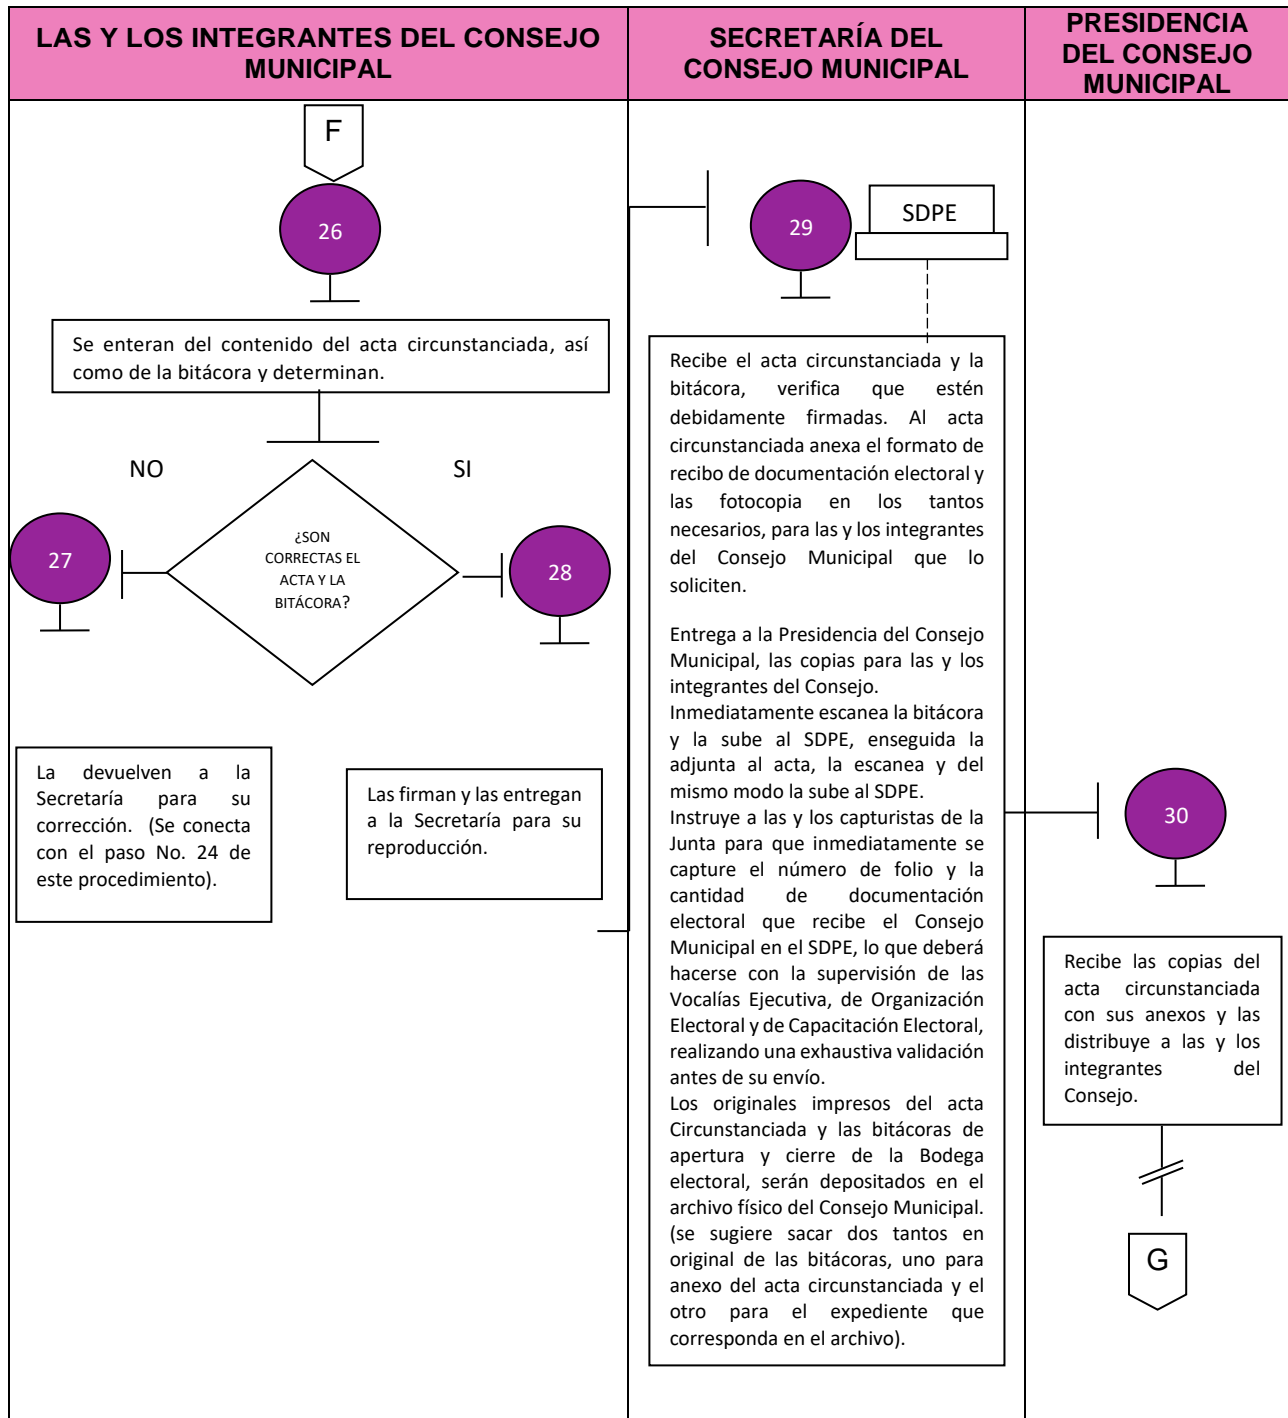 LAS Y LOS INTEGRANTES DEL CONSEJO
MUNICIPAL
SECRETARÍA DEL
CONSEJO MUNICIPAL
PRESIDENCIA
DEL CONSEJO
MUNICIPAL
F
26
Se enteran del contenido del acta circunstanciada, así
como de la bitácora y determinan.
NO
SI
¿SON
CORRECTAS EL
ACTA Y LA
BITÁCORA?
27
28
La devuelven a la
Secretaría para su
corrección. (Se conecta
con el paso No. 24 de
este procedimiento).
Las firman y las entregan
a la Secretaría para su
reproducción.
29
SDPE
Recibe el acta circunstanciada y la
bitácora, verifica que estén
debidamente firmadas. Al acta
circunstanciada anexa el formato de
recibo de documentación electoral y
las fotocopia en los tantos
necesarios, para las y los integrantes
del Consejo Municipal que lo
soliciten.
Entrega a la Presidencia del Consejo
Municipal, las copias para las y los
integrantes del Consejo.
Inmediatamente escanea la bitácora
y la sube al SDPE, enseguida la
adjunta al acta, la escanea y del
mismo modo la sube al SDPE.
Instruye a las y los capturistas de la
Junta para que inmediatamente se
capture el número de folio y la
cantidad de documentación
electoral que recibe el Consejo
Municipal en el SDPE, lo que deberá
hacerse con la supervisión de las
Vocalías Ejecutiva, de Organización
Electoral y de Capacitación Electoral,
realizando una exhaustiva validación
antes de su envío.
Los originales impresos del acta
Circunstanciada y las bitácoras de
apertura y cierre de la Bodega
electoral, serán depositados en el
archivo físico del Consejo Municipal.
(se sugiere sacar dos tantos en
original de las bitácoras, uno para
anexo del acta circunstanciada y el
otro para el expediente que
corresponda en el archivo).
30
Recibe las copias del
acta circunstanciada
con sus anexos y las
distribuye a las y los
integrantes del
Consejo.
G